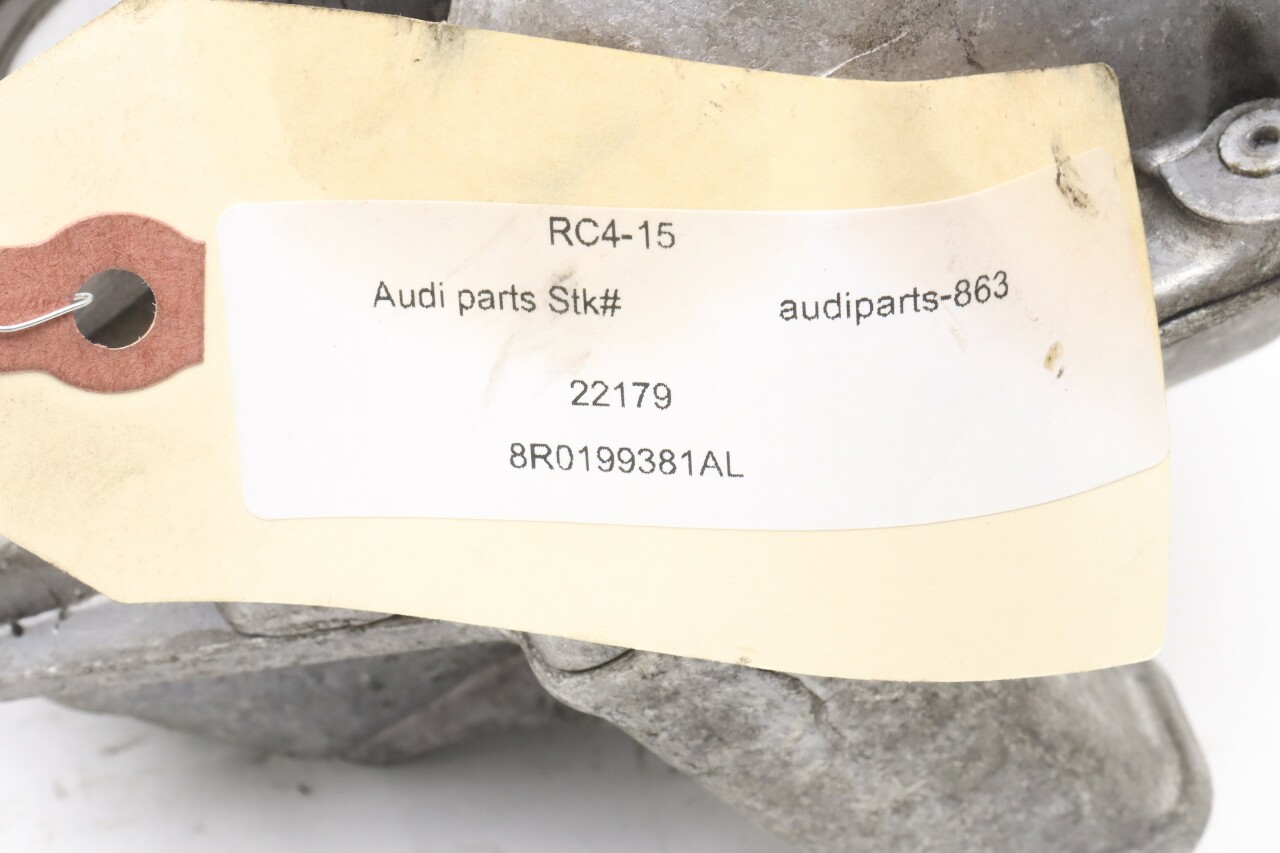 RC4-15
Audi parts Stk# audiparts-863
22179
8R0199381AL